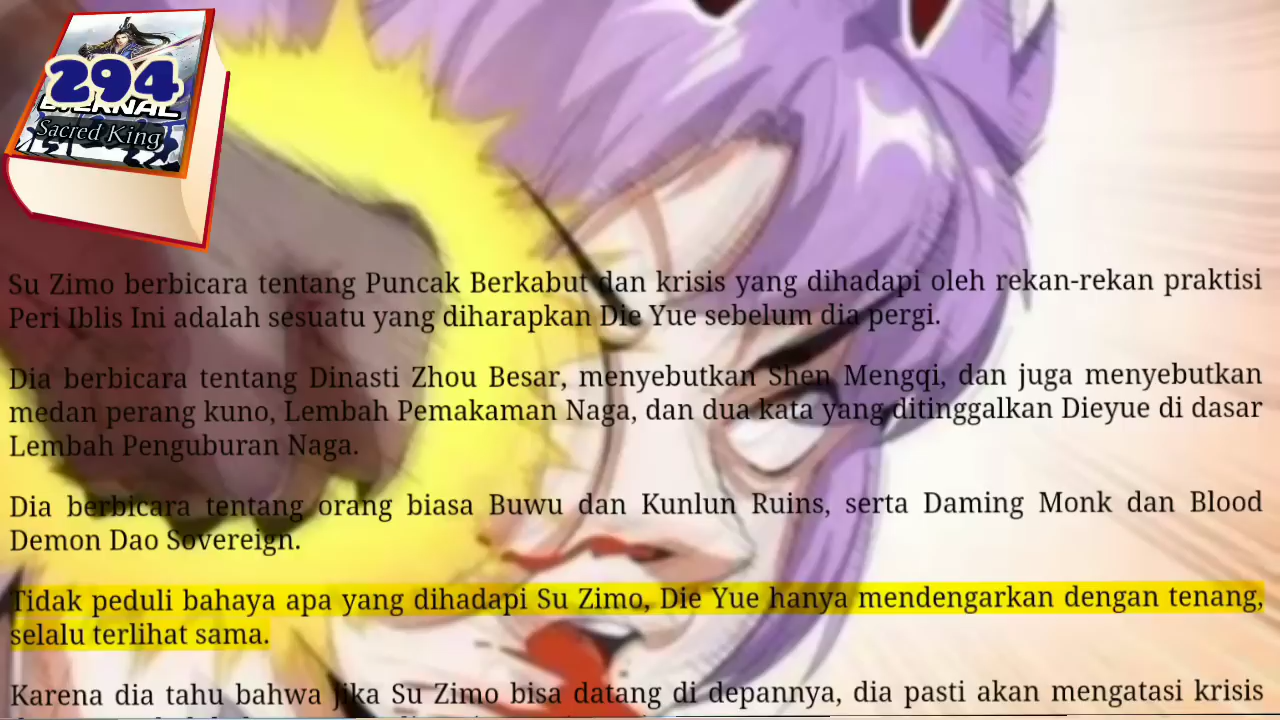 294
ETERNAL
Sacred King
Su Zimo berbicara tentang Puncak Berkabut dan krisis yang dihadapi oleh rekan-rekan praktisi
Peri Iblis Ini adalah sesuatu yang diharapkan Die Yue sebelum dia pergi.
Dia berbicara tentang Dinasti Zhou Besar, menyebutkan Shen Mengqi, dan juga menyebutkan
medan perang kuno, Lembah Pemakaman Naga, dan dua kata yang ditinggalkan Dieyue di dasar
Lembah Penguburan Naga.
Dia berbicara tentang orang biasa Buwu dan Kunlun Ruins, serta Daming Monk dan Blood
Demon Dao Sovereign.
Tidak peduli bahaya apa yang dihadapi Su Zimo, Die Yue hanya mendengarkan dengan tenang,
selalu terlihat sama.
Karena dia tahu bahwa jika Su Zimo bisa datang di depannya, dia pasti akan mengatasi krisis